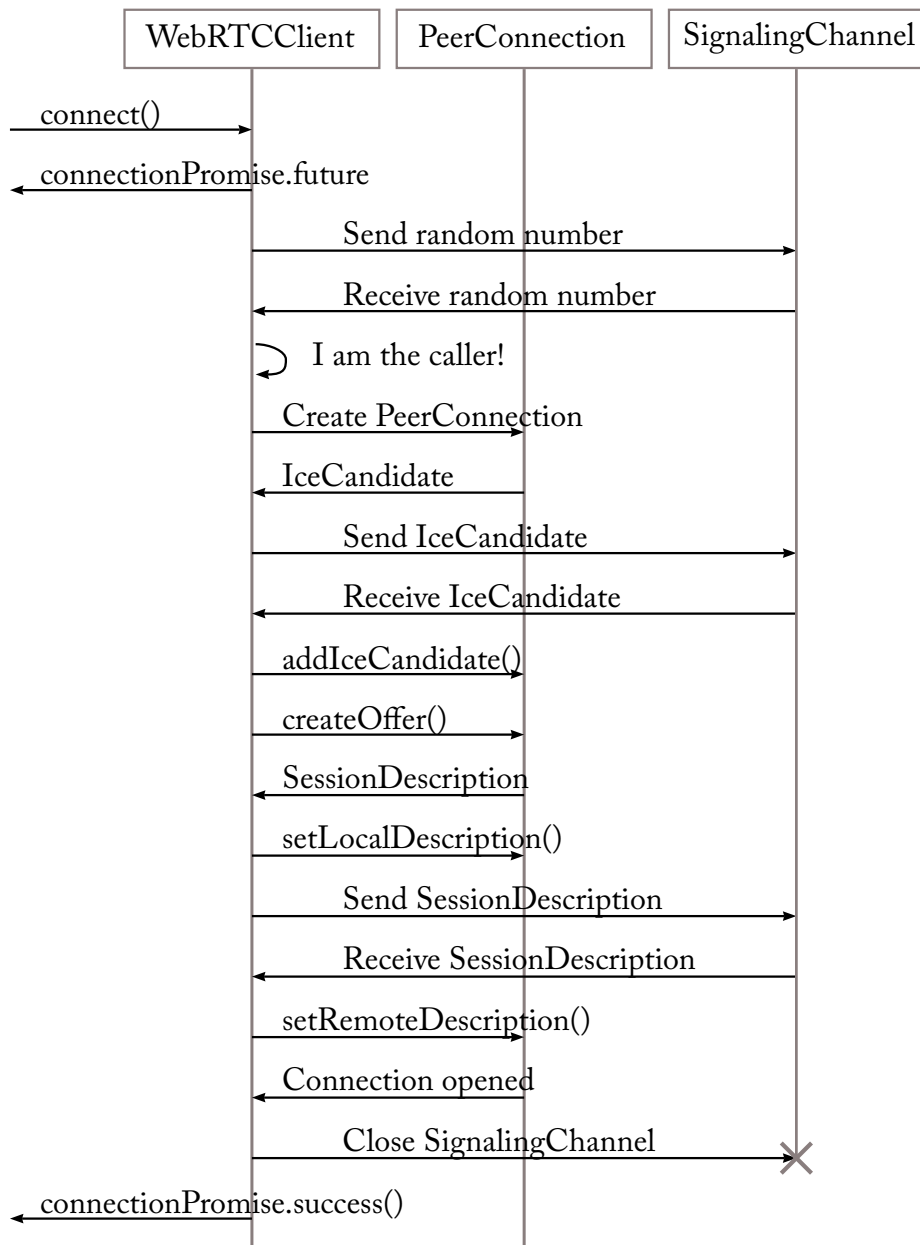 WebRTCClient
PeerConnection
SignalingChannel
connect()
connectionPromise.future
Send random number
Receive random number
I am the caller!
Create PeerConnection
IceCandidate
Send IceCandidate
Receive IceCandidate
addIceCandidate()
createOffer()
SessionDescription
setLocalDescription()
Send SessionDescription
Receive SessionDescription
setRemoteDescription()
Connection opened
Close SignalingChannel
connectionPromise.success()